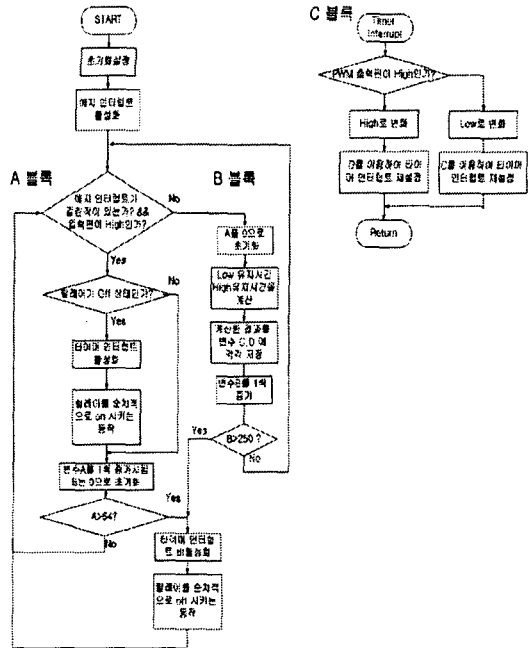 START
초기화설정
에지 인터럽트
활성화
A 블록
에지 인터럽트가
걸린적이 있는가? &&
입력핀이 High인가?
No
Yes
릴레이가 Off 상태인가?
No
Yes
타이머 인터럽트
활성화
릴레이를 순차적
으로 on 시키는
동작
변수A를 1씩 증가시킴
B는 0으로 초기화
A>54?
Yes
No
B 블록
A를 0으로
초기화
Low 유지시간
High유지시간을
계산
계산한 결과를
변수 C,D 에
각각 저장
변수B를 1씩
증가
B>250 ?
Yes
No
타이머 인터럽
트 비활성화
릴레이를 순차적
으로 off 시키는
동작
C 블록
Timer
Interrupt
PWM 출력핀이 High인가?
High로 변화
Low로 변화
D를 이용하여 타이
머 인터럽트 재설정
C를 이용하여 타이머
인터럽트 재설정
Return